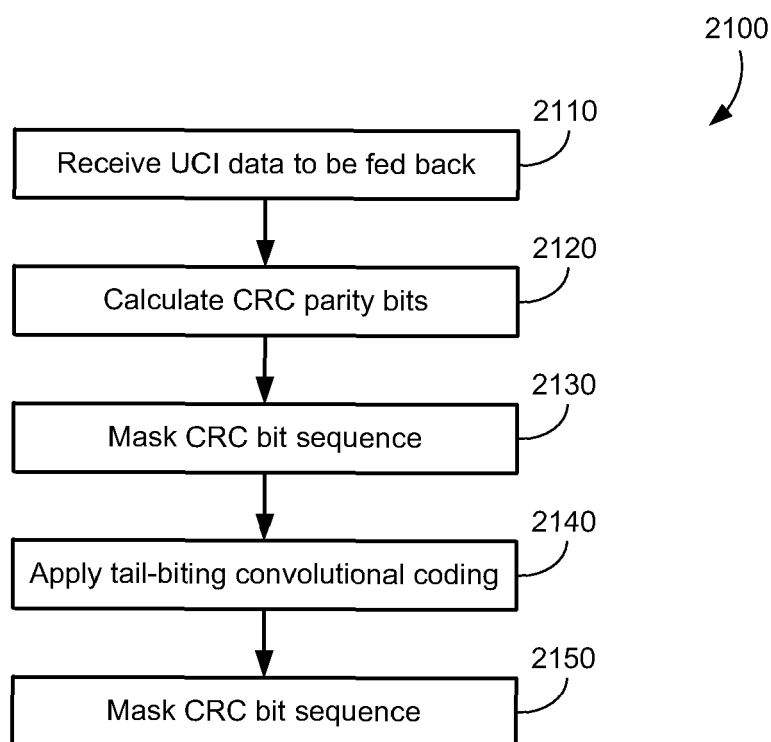 2100
2110
Receive UCI data to be fed back
2120
Calculate CRC parity bits
2130
Mask CRC bit sequence
2140
Apply tail-biting convolutional coding
2150
Mask CRC bit sequence